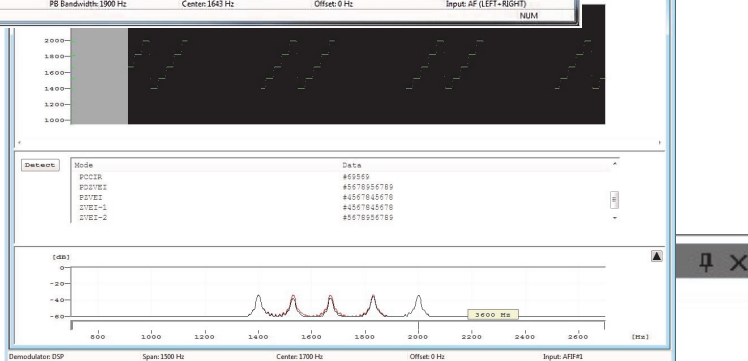 PB Bandwidth: 1900 Hz Center: 1643 Hz Offset: 0 Hz Input: AF (LEFT+RIGHT)
NUM
2000
1800
1600
1400
1200
1000
Detect Mode Data
PCCIR #69569
PDZVEI #5678956789
PZVEI #4567845678
ZVEI-1 #4567845678
ZVEI-2 #5678956789
[dB]
0
-20
-40
-60
3600 Hz
800 1000 1200 1400 1600 1800 2000 2200 2400 2600 [Hz]
Demodulator: DSP Span: 1500 Hz Center: 1700 Hz Offset: 0 Hz Input: AFIF#1